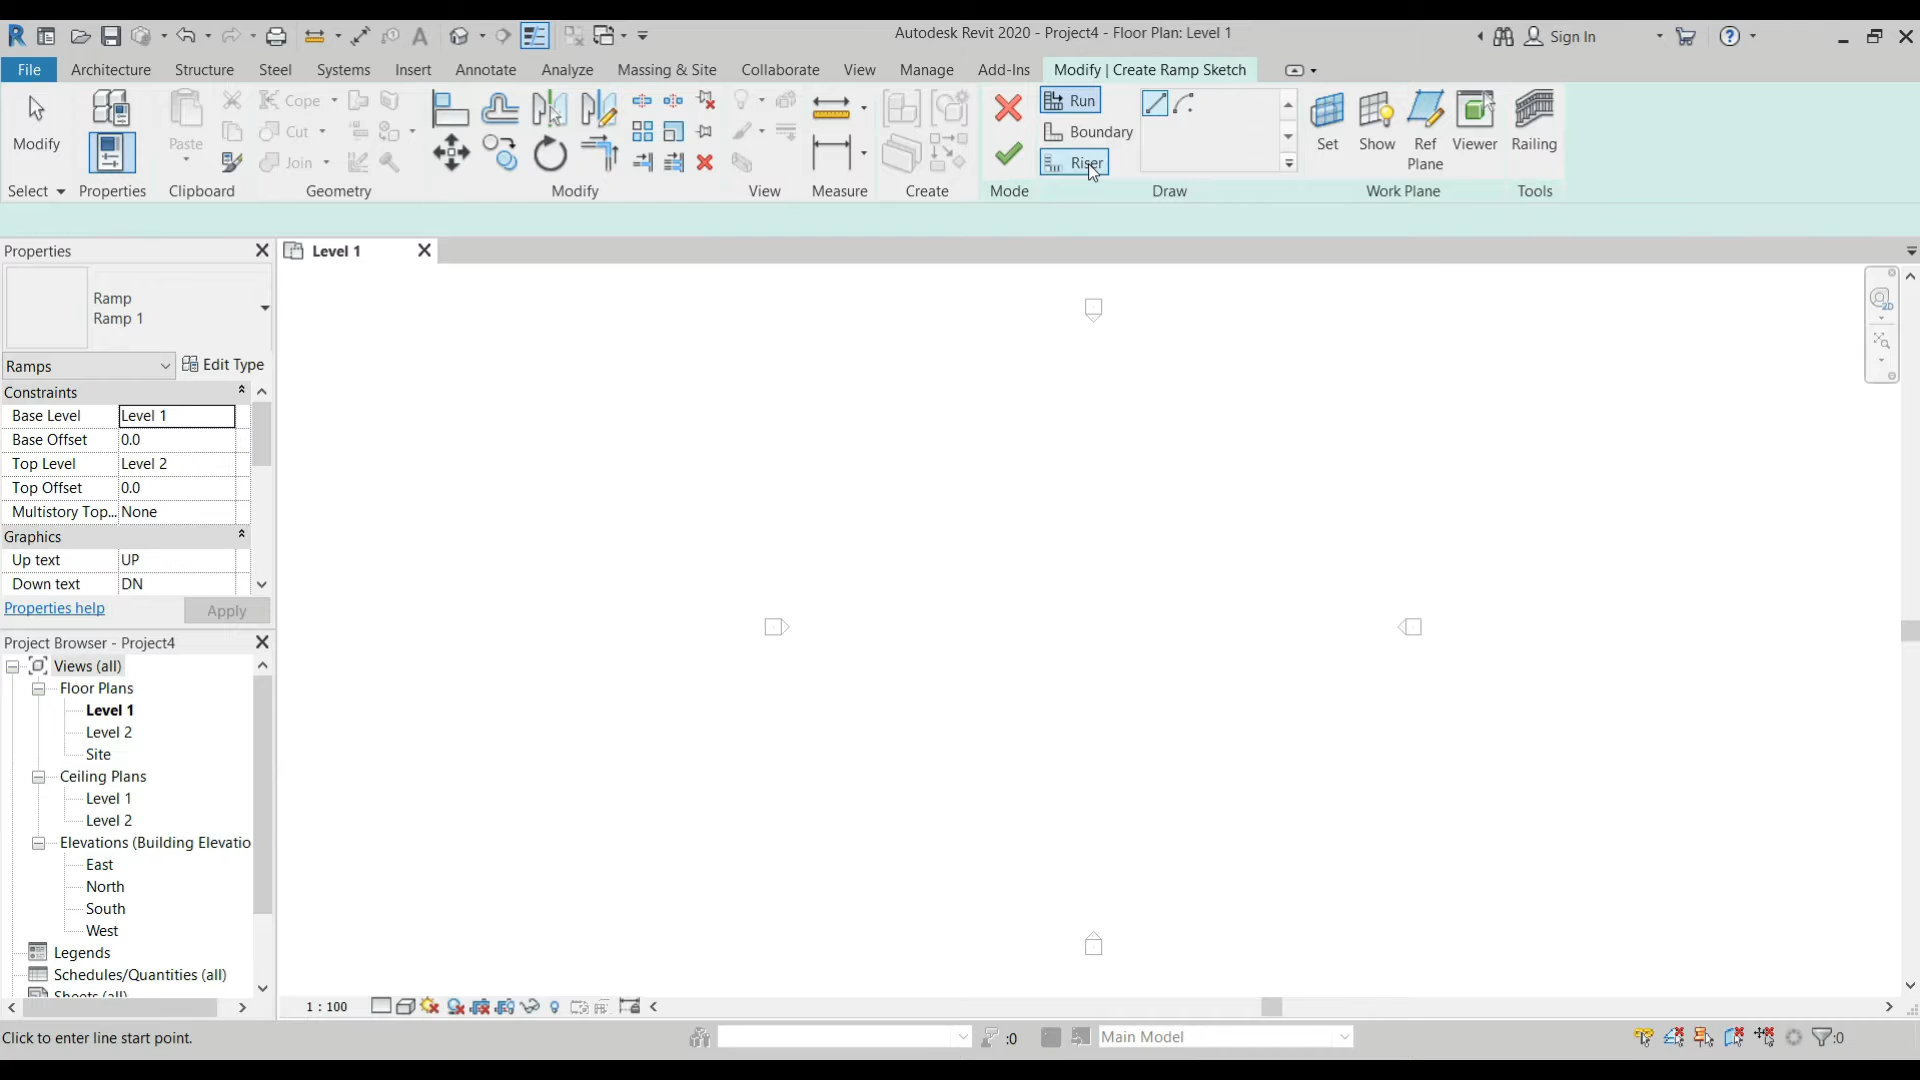 Autodesk Revit 2020 - Project4 - Floor Plan: Level 1
Sign In
File Architecture Structure Steel Systems Insert Annotate Analyze Massing & Site Collaborate View Manage Add-Ins Modify | Create Ramp Sketch
Cope
Run
Cut
Boundary
Modify
Paste
Join
Riser
Set Show Ref Plane Viewer Railing
Select Properties Clipboard Geometry Modify View Measure Create Mode Draw Work Plane Tools
Properties
Level 1
Ramp
Ramp 1
Ramps
Edit Type
Constraints
Base Level Level 1
Base Offset 0.0
Top Level Level 2
Top Offset 0.0
Multistory Top... None
Graphics
Up text UP
Down text DN
Properties help
Apply
Project Browser - Project4
Views (all)
Floor Plans
Level 1
Level 2
Site
Ceiling Plans
Level 1
Level 2
Elevations (Building Elevatio
East
North
South
West
Legends
Schedules/Quantities (all)
Sheets (all)
1 : 100
Click to enter line start point.
:0
Main Model
:0
2D